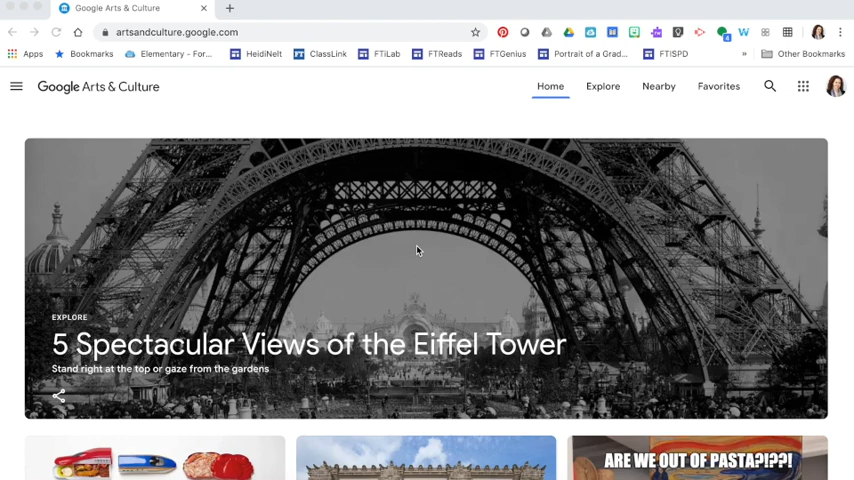 Google Arts & Culture
artsandculture.google.com
Apps Bookmarks Elementary - For... HeidiNelt FT ClassLink FTiLab FTReads FTGenius Portrait of a Grad... FTISPD » Other Bookmarks
Google Arts & Culture Home Explore Nearby Favorites
EXPLORE
5 Spectacular Views of the Eiffel Tower
Stand right at the top or gaze from the gardens
ARE WE OUT OF PASTA?!??!